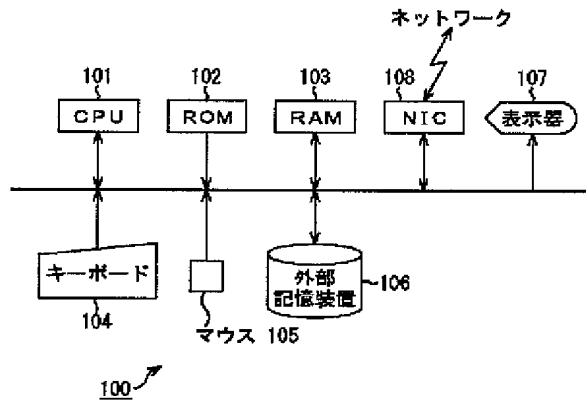 ネットワーク
101
102
103
108
107
CPU
ROM
RAM
NIC
表示器
キーボード
外部
記憶装置
106
104
マウス 105
100